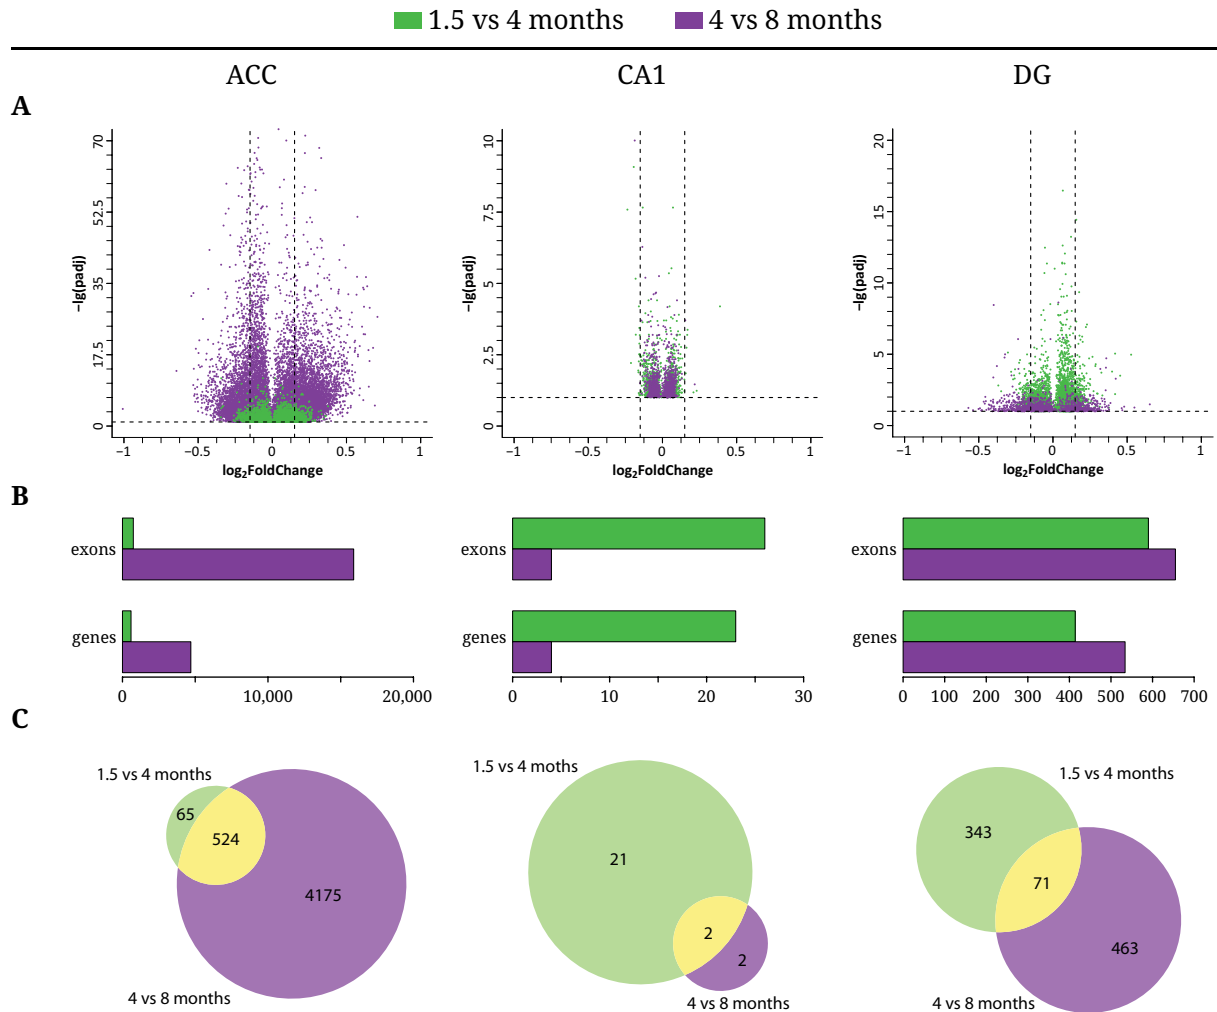 1.5 vs 4 months 4 vs 8 months
ACC CA1 DG
A
70
52.5
35
17.5
0
−lg(padj)
−1 −0.5 0 0.5 1
log2FoldChange
10
7.5
5
2.5
0
−lg(padj)
−1 −0.5 0 0.5 1
log2FoldChange
20
15
10
5
0
−lg(padj)
−1 −0.5 0 0.5 1
log2FoldChange
B
exons
genes
0 10,000 20,000
exons
genes
0 10 20 30
exons
genes
0 100 200 300 400 500 600 700
C
1.5 vs 4 months
65
524
4175
4 vs 8 months
1.5 vs 4 moths
21
2
2
4 vs 8 months
1.5 vs 4 months
343
71
463
4 vs 8 months